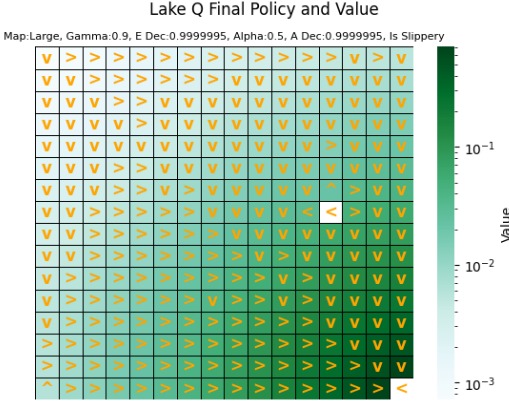 Lake Q Final Policy and Value
Map:Large, Gamma:0.9, E Dec:0.9999995, Alpha:0.5, A Dec:0.9999995, Is Slippery
v > > > > > > > > > > > > v > v
v v > > > > > > v v v v v v v v
v v v > > v v v v v v v v v v v
v v v v > v v v v v v v v v v v
v v v v v v v v v v v v > v v v
v v v > > v v v v v v v v v v v
v v v > > v > v v v v v ^ > v v
v v > > > > > v v v v < < > v v
v v > > > > > > v v v v v v v v
v v > > > > > > > v > v v v v v
v > > > > > > > > > v > v v v v
v > > > > > > v > > v > v v v v
v > > > > > > > > > > > v v v v
> > > > > > > > > > > > > v v v
> > > > > > > > > > > > > > v v
^ > > > > > > > > > > > > > > <
10⁻¹
10⁻²
10⁻³
Value